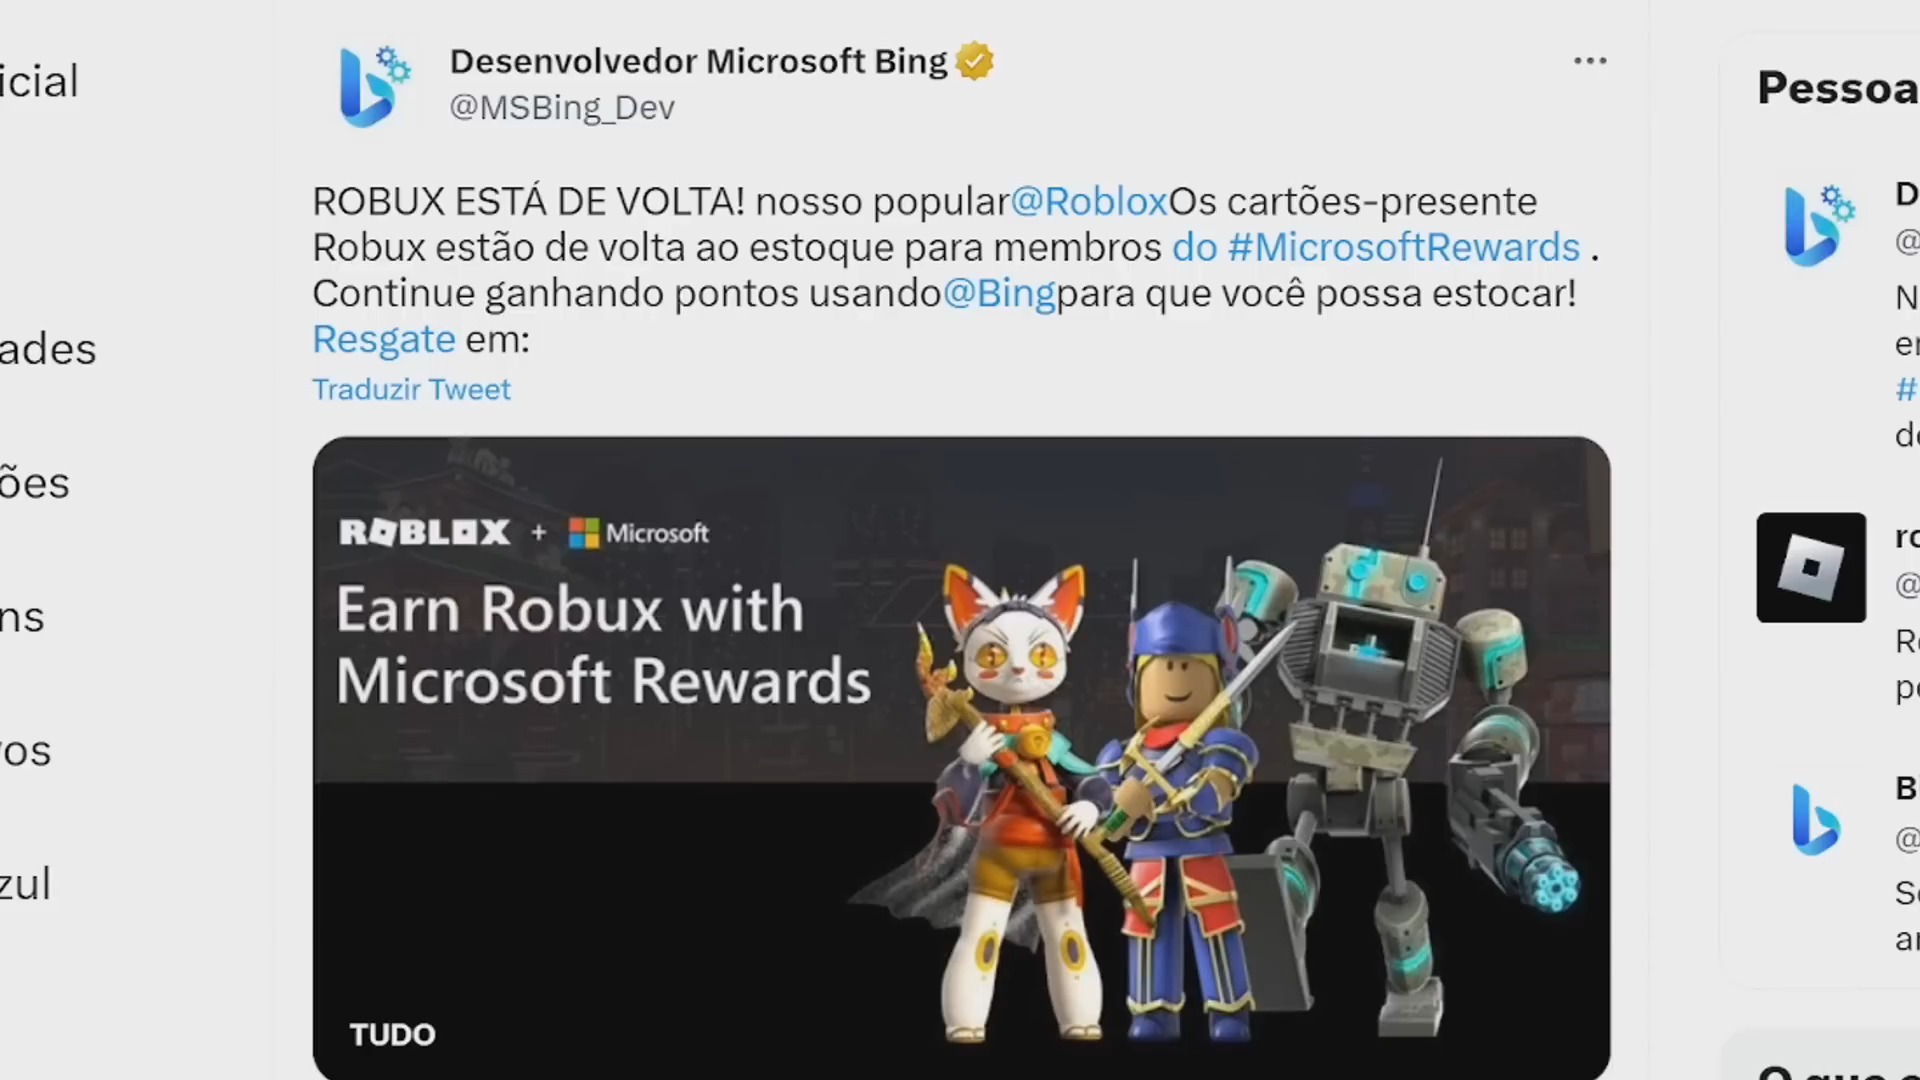 icial
ades
ões
ns
vos
zul
Desenvolvedor Microsoft Bing
@MSBing_Dev
ROBUX ESTÁ DE VOLTA! nosso popular@RobloxOs cartões-presente
Robux estão de volta ao estoque para membros do #MicrosoftRewards .
Continue ganhando pontos usando@Bingpara que você possa estocar!
Resgate em:
Traduzir Tweet
ROBLOX + Microsoft
Earn Robux with
Microsoft Rewards
TUDO
Pessoa
D
@
N
er
#
de
ro
@
Re
pe
B
@
Se
ar